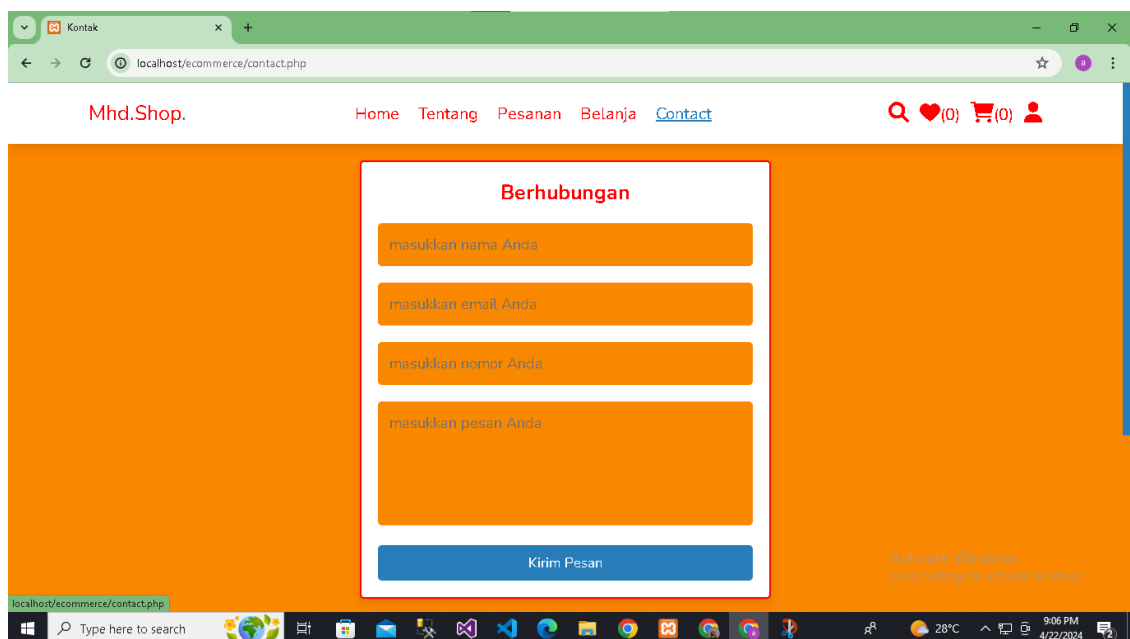 Kontak
localhost/ecommerce/contact.php
a
Mhd.Shop.
Home Tentang Pesanan Belanja Contact
(0) (0)
Berhubungan
masukkan nama Anda
masukkan email Anda
masukkan nomor Anda
masukkan pesan Anda
Kirim Pesan
Activate Windows
Go to Settings to activate Windows.
localhost/ecommerce/contact.php
Type here to search
28°C
9:06 PM
4/22/2024
2